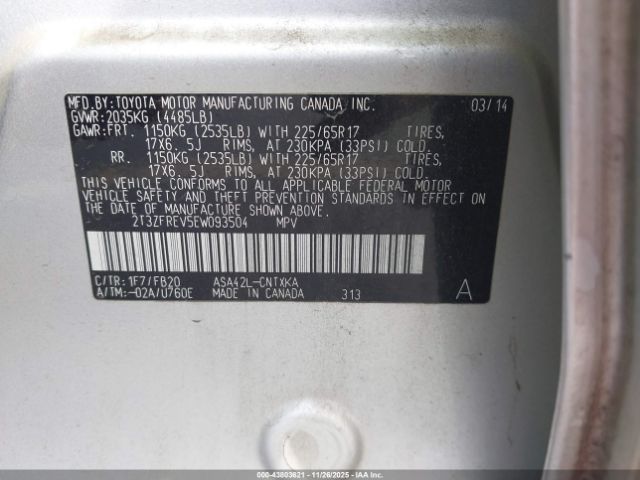 MFD.BY:TOYOTA MOTOR MANUFACTURING CANADA, INC. 03/14
GVWR:2035KG (4485LB)
GAWR:FRT. 1150KG (2535LB) WITH 225/65R17 TIRES,
17X6.5J RIMS, AT 230KPA (33PSI) COLD.
RR. 1150KG (2535LB) WITH 225/65R17 TIRES,
17X6.5J RIMS, AT 230KPA (33PSI) COLD.
THIS VEHICLE CONFORMS TO ALL APPLICABLE FEDERAL MOTOR
VEHICLE SAFETY AND THEFT PREVENTION STANDARDS IN EFFECT ON
THE DATE OF MANUFACTURE SHOWN ABOVE.
2T3ZFREV5EW093504 MPV
C/TR: 1F7/FB20 ASA42L-CNTXKA
A/TM:-02A/U760E MADE IN CANADA 313 A
000-43803621 - 11/26/2025 - IAAI.COM